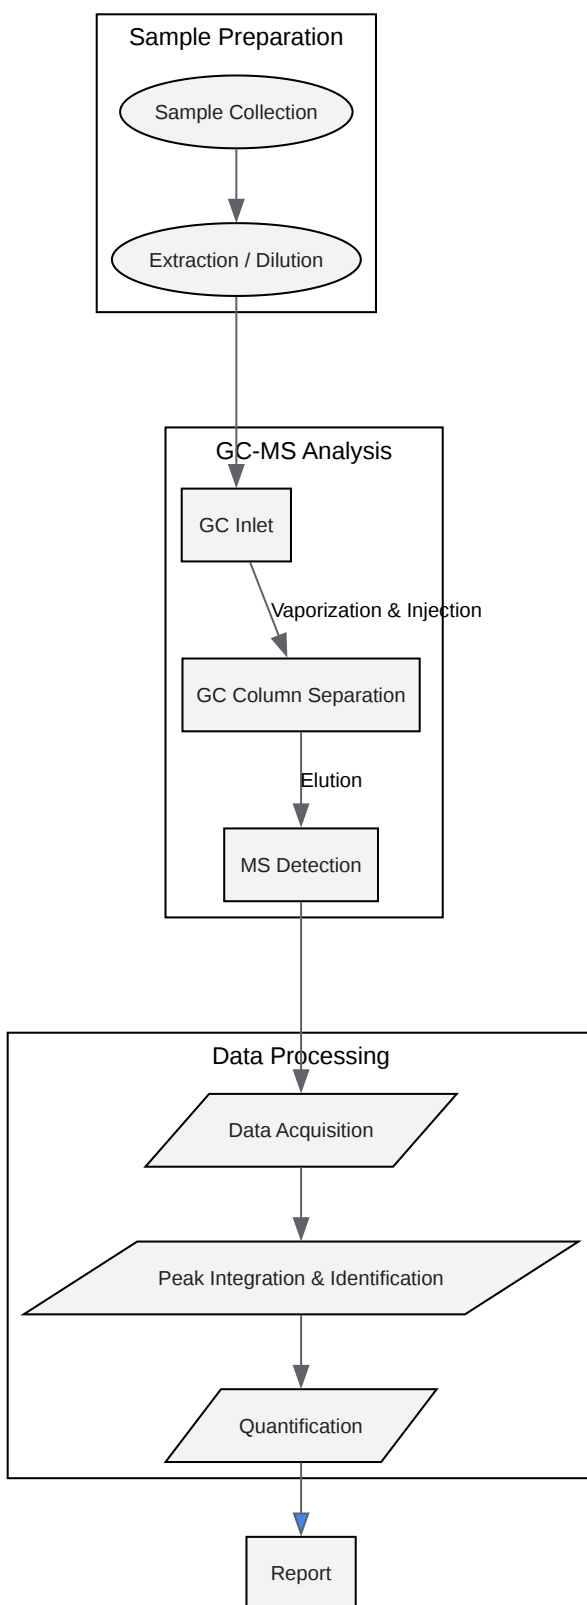 Sample Preparation
Sample Collection
Extraction / Dilution
GC-MS Analysis
GC Inlet
Vaporization & Injection
GC Column Separation
Elution
MS Detection
Data Processing
Data Acquisition
Peak Integration & Identification
Quantification
Report